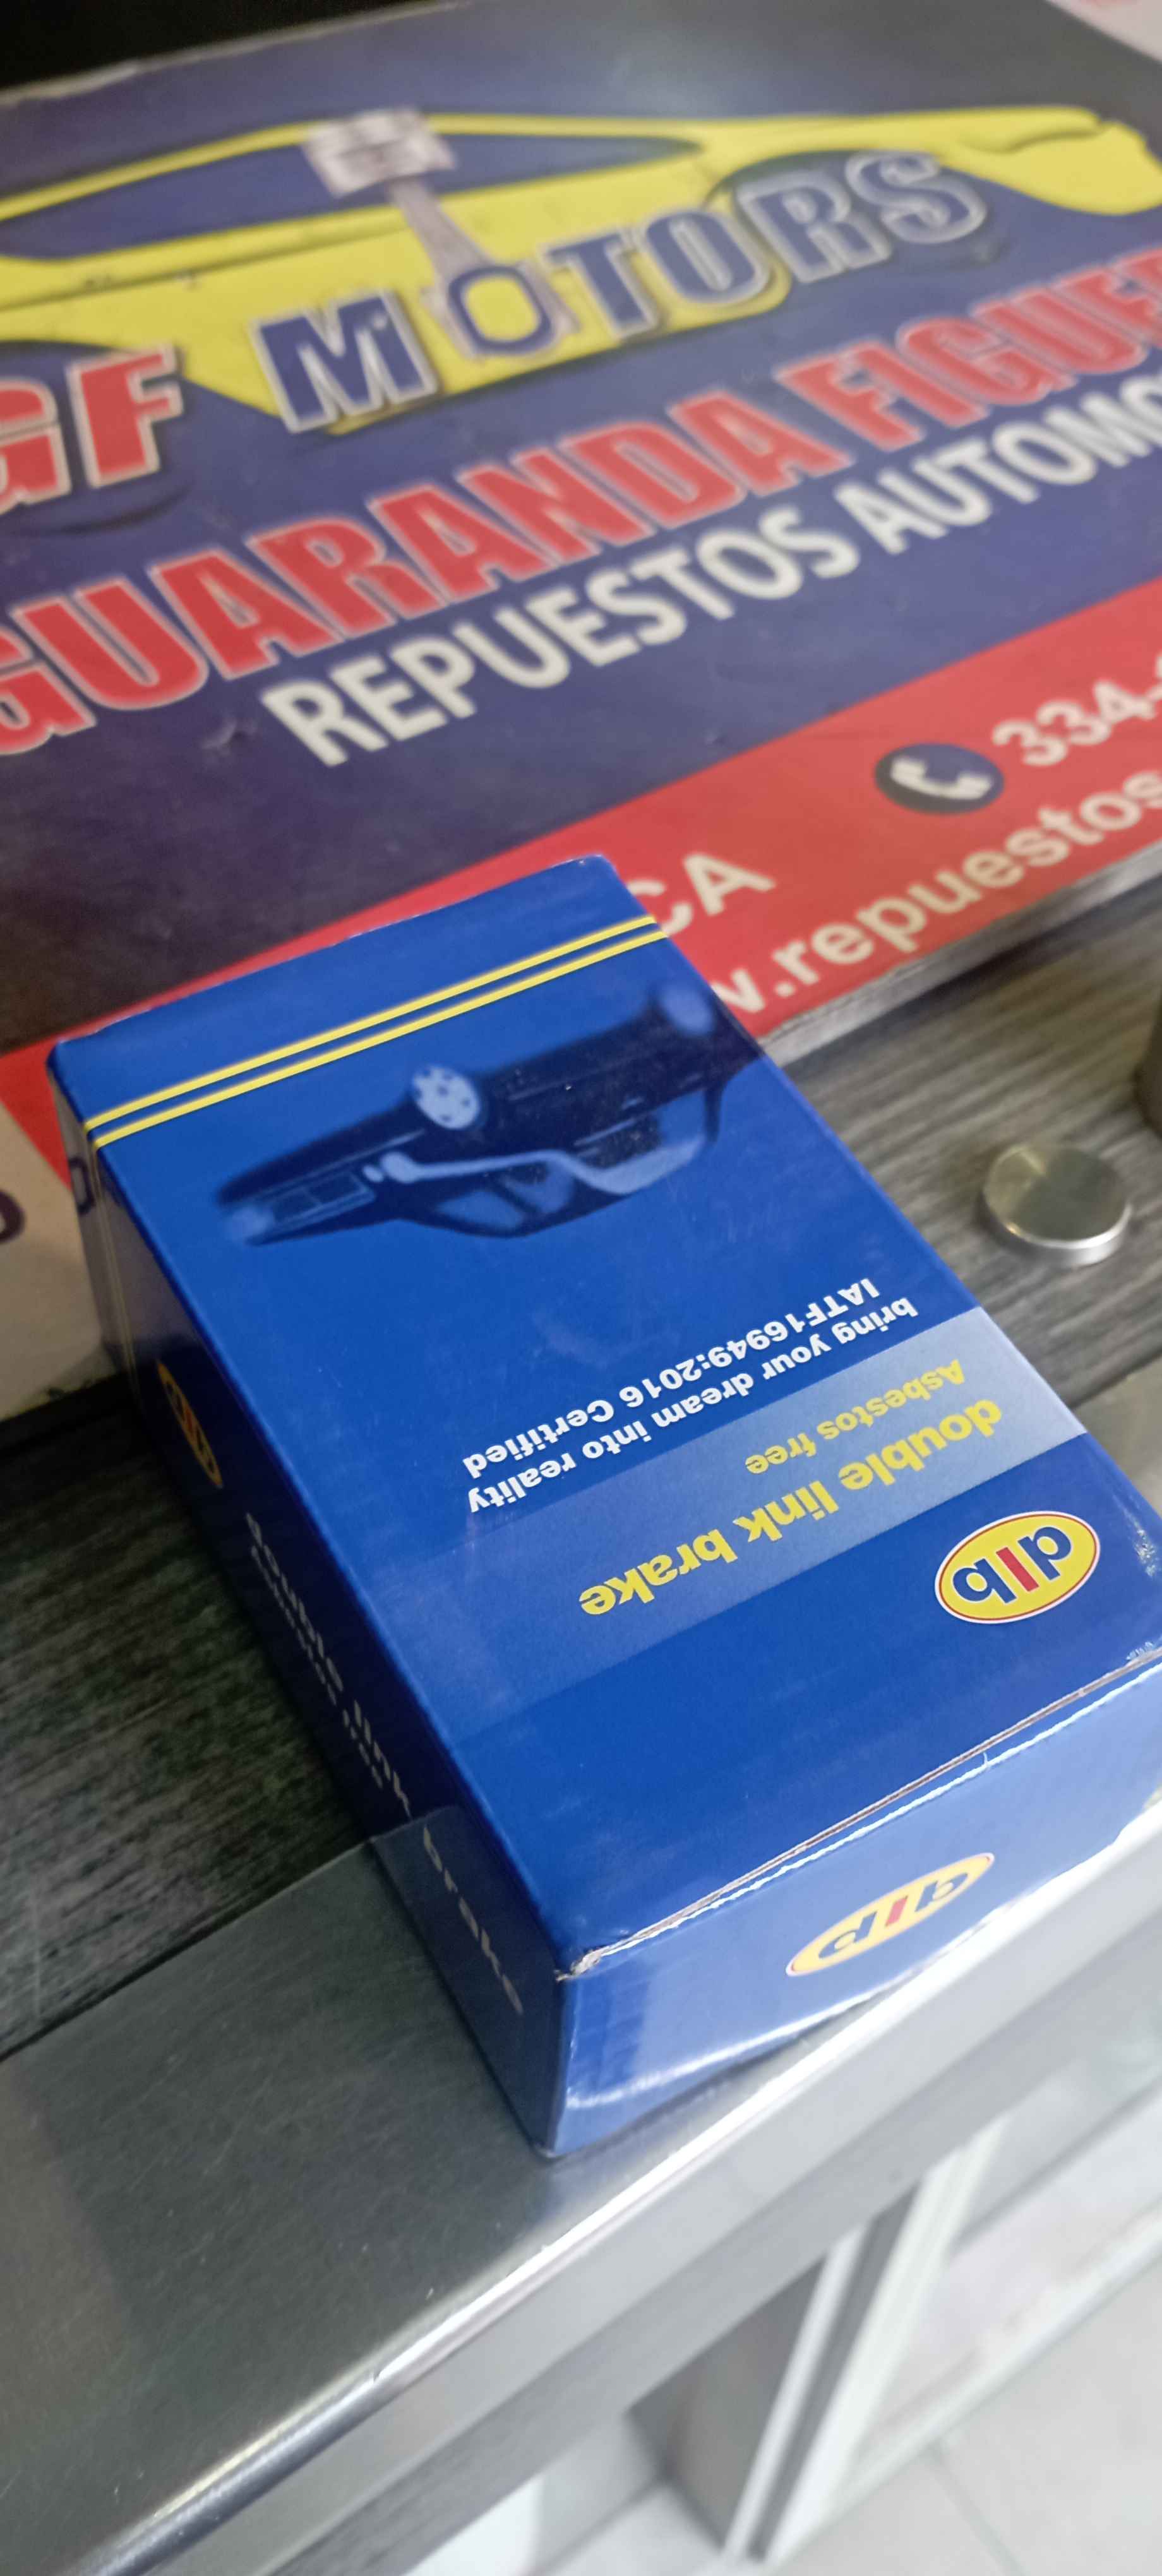 GF MOTORS
GUARANDA FIGUE
REPUESTOS AUTOMO
334-
CA
w.repuestos
dlb
double link brake
Asbestos free
bring your dream into reality
IATF16949:2016 Certified
dlb